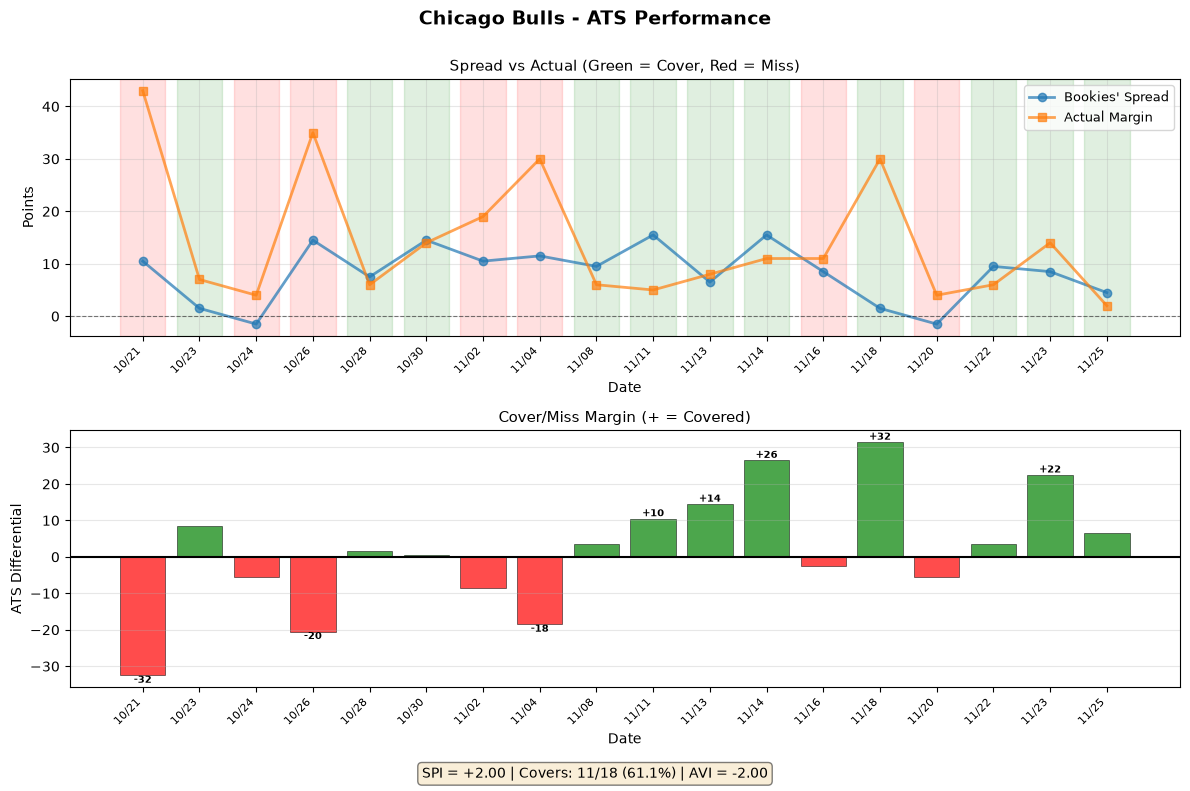 Chicago Bulls - ATS Performance
Spread vs Actual (Green = Cover, Red = Miss)
Bookies' Spread
Actual Margin
Points
40
30
20
10
0
10/21 10/23 10/24 10/26 10/28 10/30 11/02 11/04 11/08 11/11 11/13 11/14 11/16 11/18 11/20 11/22 11/23 11/25
Date
Cover/Miss Margin (+ = Covered)
ATS Differential
30
20
10
0
−10
−20
−30
-32
-20
-18
+10
+14
+26
+32
+22
10/21 10/23 10/24 10/26 10/28 10/30 11/02 11/04 11/08 11/11 11/13 11/14 11/16 11/18 11/20 11/22 11/23 11/25
Date
SPI = +2.00 | Covers: 11/18 (61.1%) | AVI = -2.00